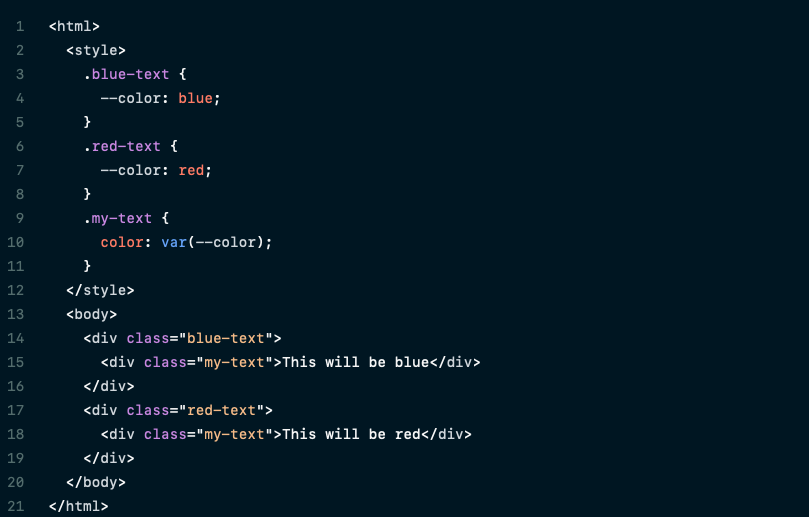 1 <html>
2   <style>
3     .blue-text {
4       --color: blue;
5     }
6     .red-text {
7       --color: red;
8     }
9     .my-text {
10       color: var(--color);
11     }
12   </style>
13   <body>
14     <div class="blue-text">
15       <div class="my-text">This will be blue</div>
16     </div>
17     <div class="red-text">
18       <div class="my-text">This will be red</div>
19     </div>
20   </body>
21 </html>